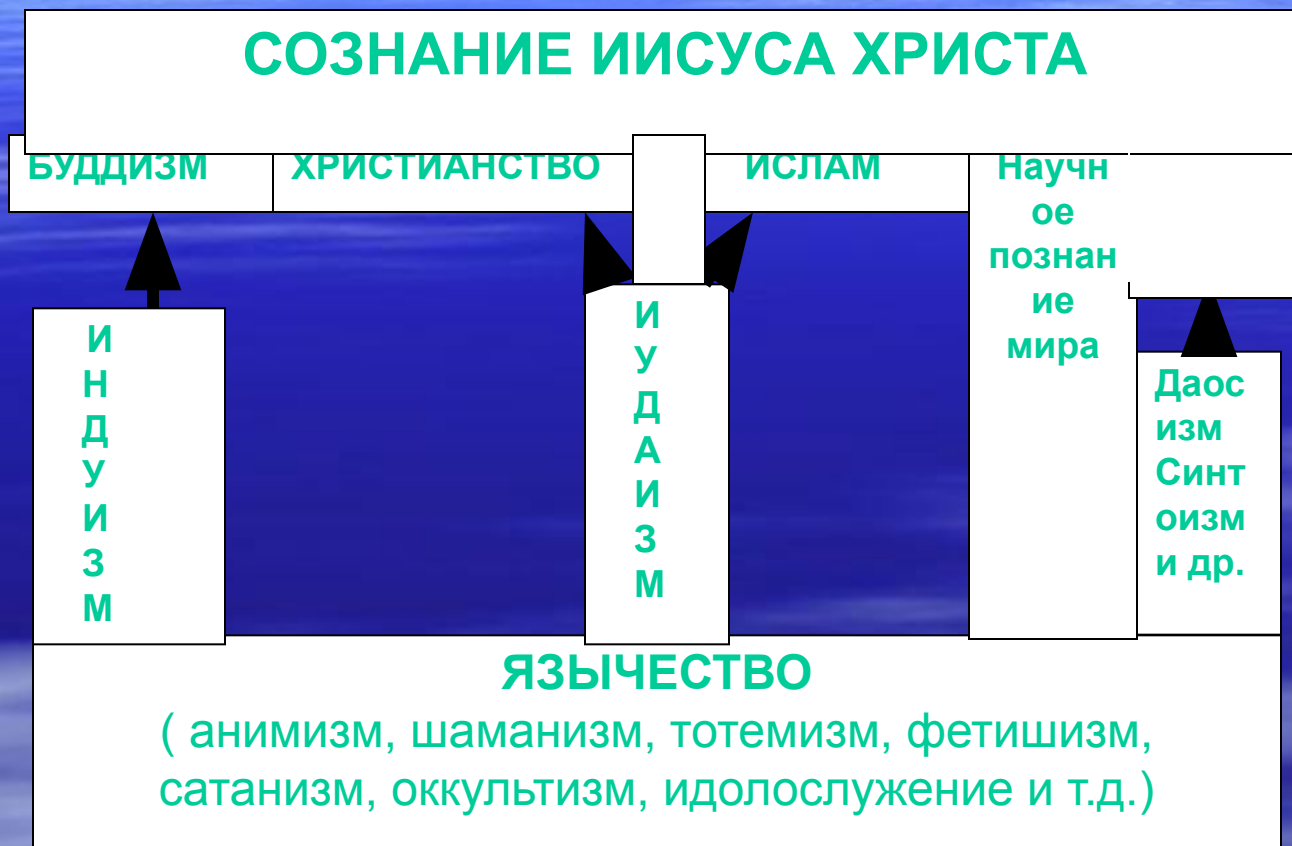 СОЗНАНИЕ ИИСУСА ХРИСТА
БУДДИЗМ
ХРИСТИАНСТВО
ИСЛАМ
Научн
ое
познан
ие
мира
И
Н
Д
У
И
З
М
И
У
Д
А
И
З
М
Даос
изм
Синт
оизм
и др.
ЯЗЫЧЕСТВО
( анимизм, шаманизм, тотемизм, фетишизм,
сатанизм, оккультизм, идолослужение и т.д.)